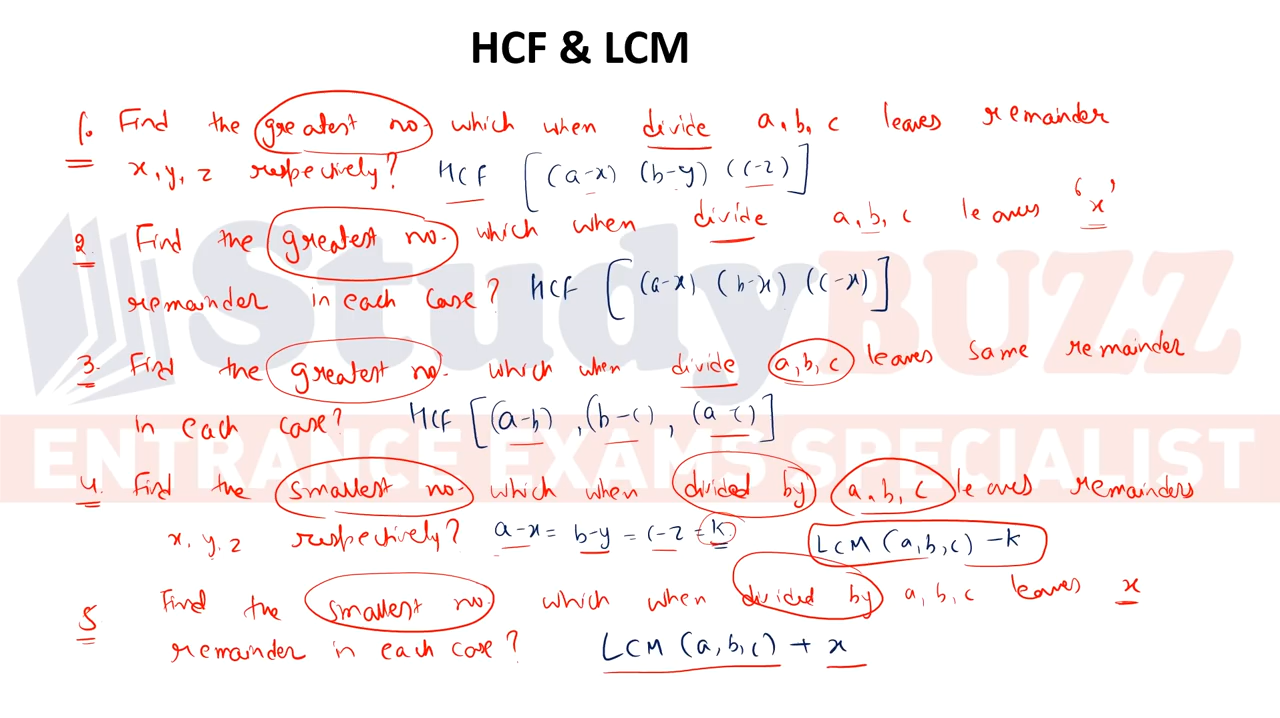 HCF & LCM
1. Find the greatest no. which when divide a, b, c leaves remainder
x, y, z respectively? HCF [(a-x) (b-y) (c-z)]
2. Find the greatest no. which when divide a, b, c leaves 'x'
remainder in each case? HCF [(a-x) (b-x) (c-x)]
3. Find the greatest no. which when divide a, b, c leaves same remainder
in each case? HCF [(a-b), (b-c), (a-c)]
4. Find the smallest no. which when divided by a, b, c leaves remainders
x, y, z respectively? a-x = b-y = c-z = k LCM (a, b, c) - k
5 Find the smallest no. which when divided by a, b, c leaves x
remainder in each case? LCM (a, b, c) + x
StudyBUZZ
ENTRANCE EXAMS SPECIALIST